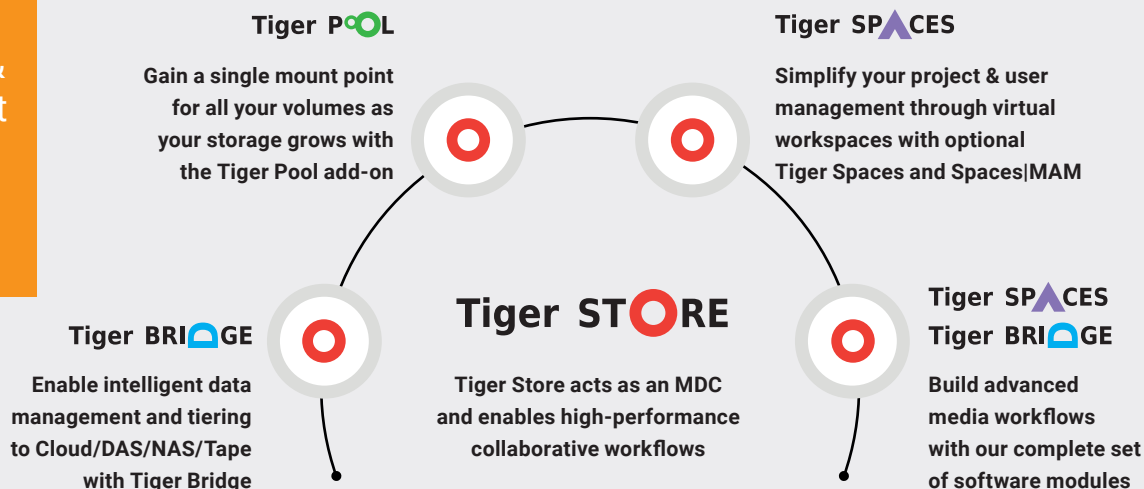 &
t
Tiger POOL
Gain a single mount point
for all your volumes as
your storage grows with
the Tiger Pool add-on
Tiger SPACES
Simplify your project & user
management through virtual
workspaces with optional
Tiger Spaces and Spaces|MAM
Tiger BRIDGE
Enable intelligent data
management and tiering
to Cloud/DAS/NAS/Tape
with Tiger Bridge
Tiger STORE
Tiger Store acts as an MDC
and enables high-performance
collaborative workflows
Tiger SPACES
Tiger BRIDGE
Build advanced
media workflows
with our complete set
of software modules